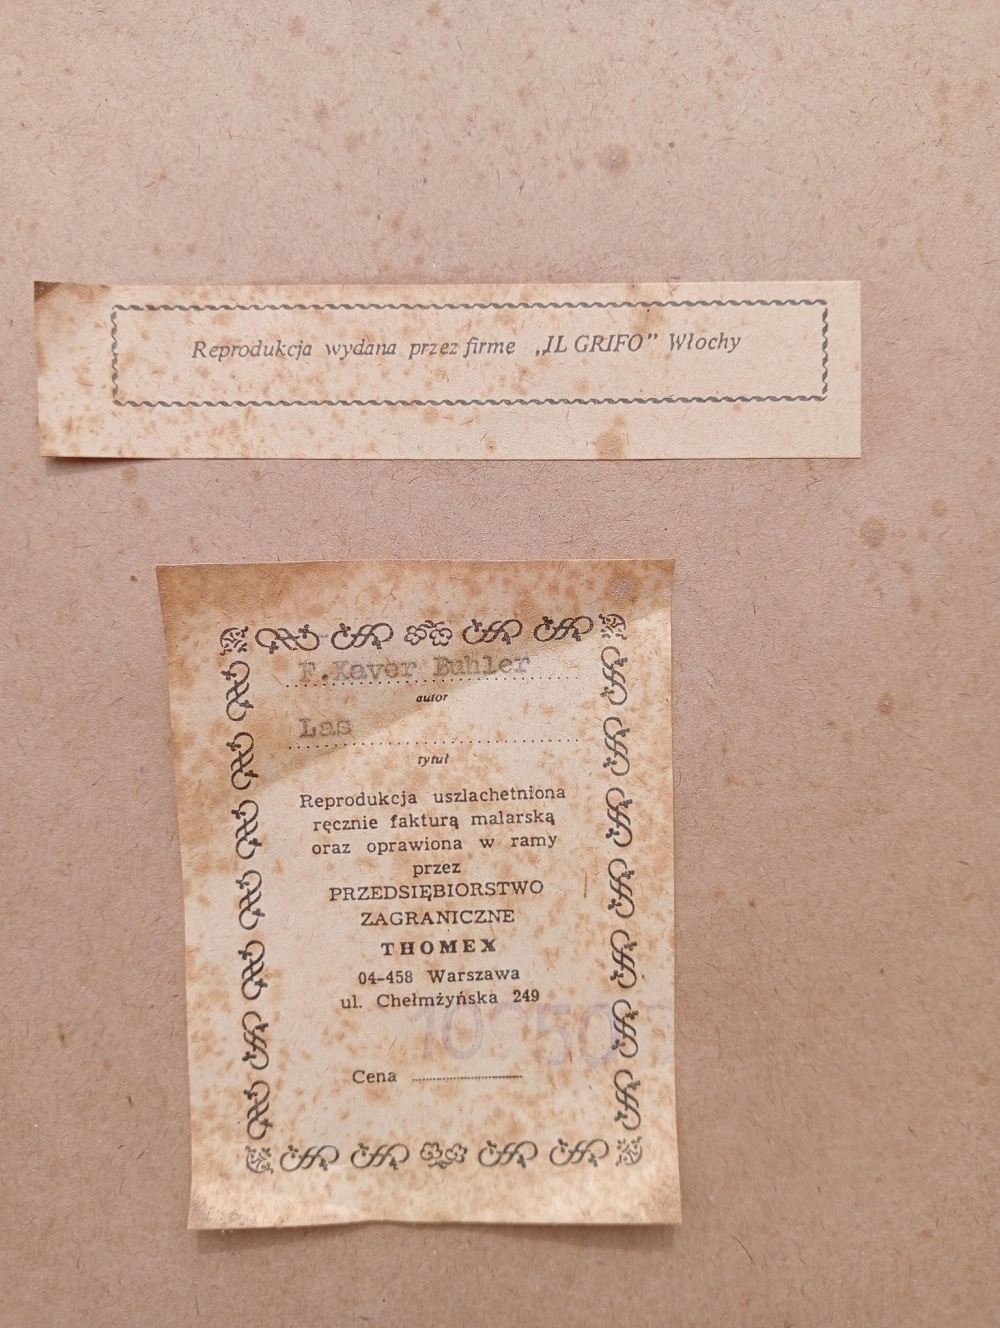 Reprodukcja wydana przez firme „IL GRIFO” Włochy
F.Xaver Buhler
autor
Las
tytuł
Reprodukcja uszlachetniona
ręcznie fakturą malarską
oraz oprawiona w ramy
przez
PRZEDSIĘBIORSTWO
ZAGRANICZNE
THOMEX
04-458 Warszawa
ul. Chełmżyńska 249
Cena